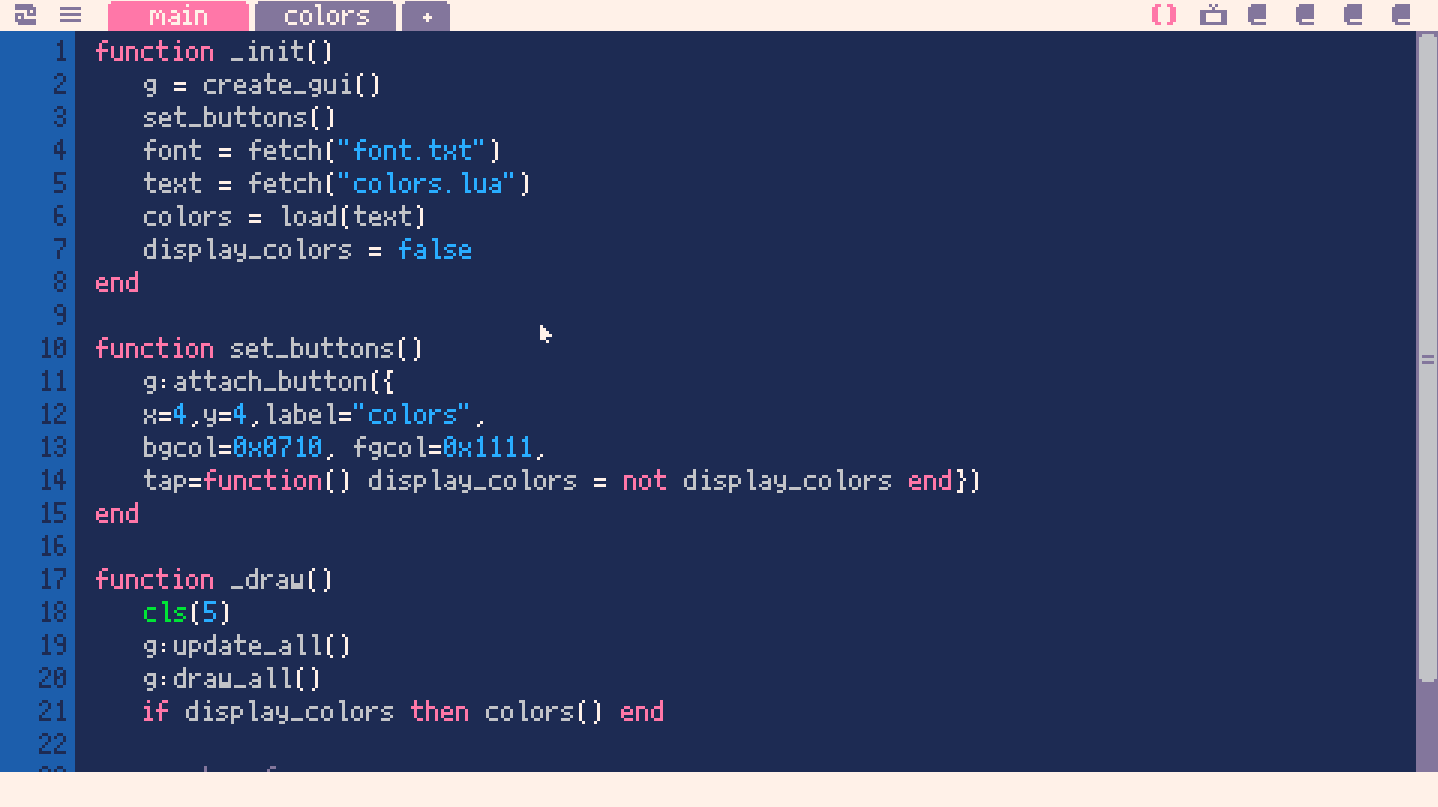 main colors +
1 function _init()
2 g = create_gui()
3 set_buttons()
4 font = fetch("font.txt")
5 text = fetch("colors.lua")
6 colors = load(text)
7 display_colors = false
8 end
9
10 function set_buttons()
11 g:attach_button({
12 x=4,y=4,label="colors",
13 bgcol=0x0710, fgcol=0x1111,
14 tap=function() display_colors = not display_colors end})
15 end
16
17 function _draw()
18 cls(5)
19 g:update_all()
20 g:draw_all()
21 if display_colors then colors() end
22